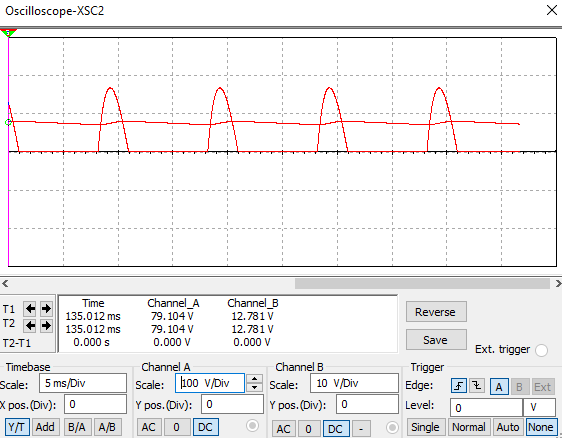 Oscilloscope-XSC2
Time Channel_A Channel_B
T1 135.012 ms 79.104 V 12.781 V
T2 135.012 ms 79.104 V 12.781 V
T2-T1 0.000 s 0.000 V 0.000 V
Reverse
Save
Ext. trigger
Timebase
Scale: 5 ms/Div
X pos.(Div): 0
Y/T Add B/A A/B
Channel A
Scale: 100 V/Div
Y pos.(Div): 0
AC 0 DC
Channel B
Scale: 10 V/Div
Y pos.(Div): 0
AC 0 DC -
Trigger
Edge: A B Ext
Level: 0 V
Single Normal Auto None